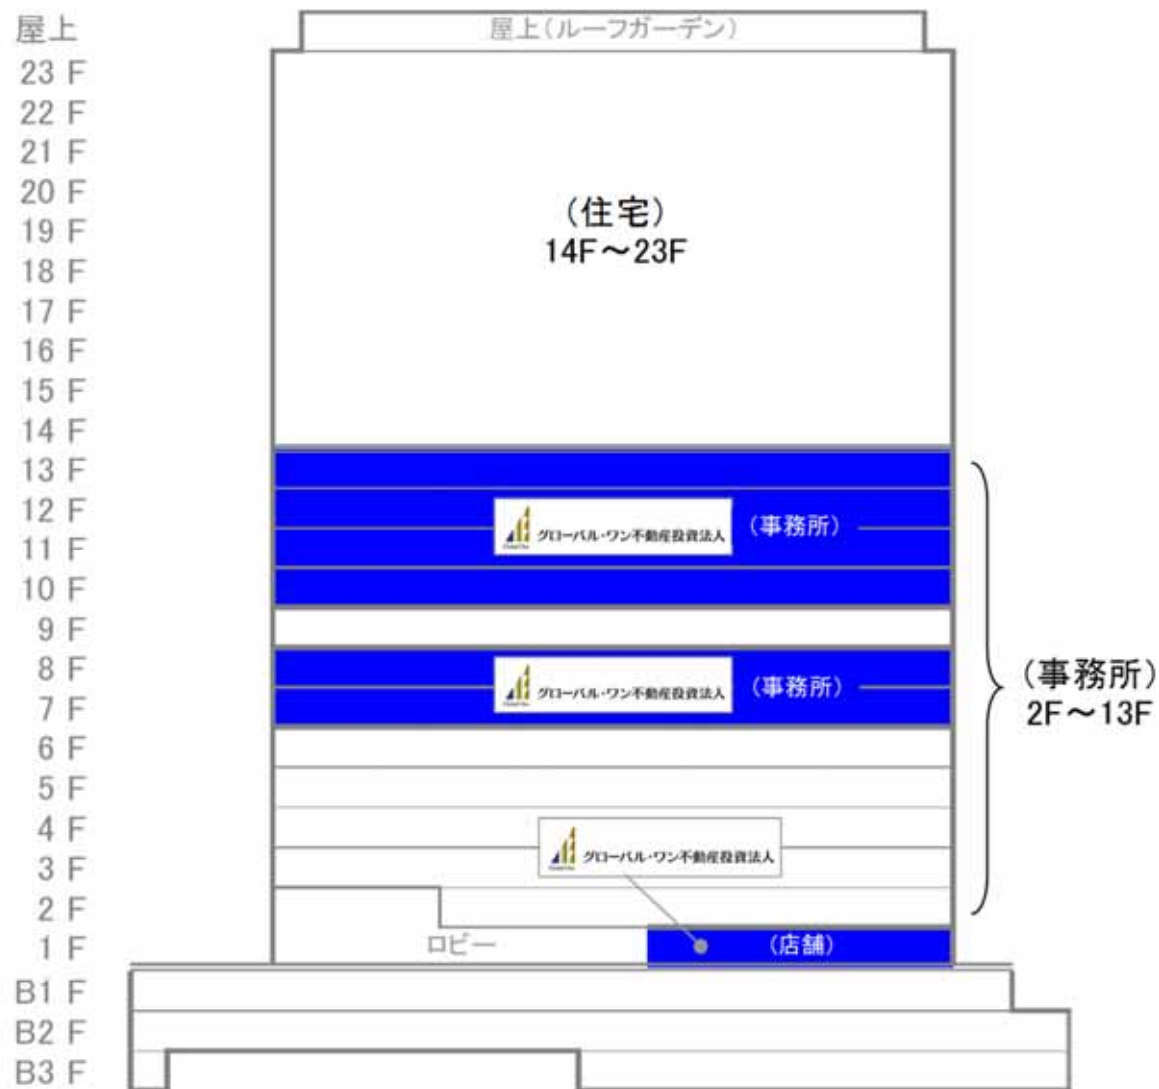 屋上
屋上(ルーフガーデン)
23 F
22 F
21 F
20 F
19 F
18 F
17 F
16 F
15 F
14 F
(住宅)
14F～23F
13 F
12 F
11 F
グローバル・ワン不動産投資法人
(事務所)
10 F
9 F
8 F
7 F
グローバル・ワン不動産投資法人
(事務所)
(事務所)
2F～13F
6 F
5 F
4 F
3 F
グローバル・ワン不動産投資法人
2 F
1 F
ロビー
(店舗)
B1 F
B2 F
B3 F